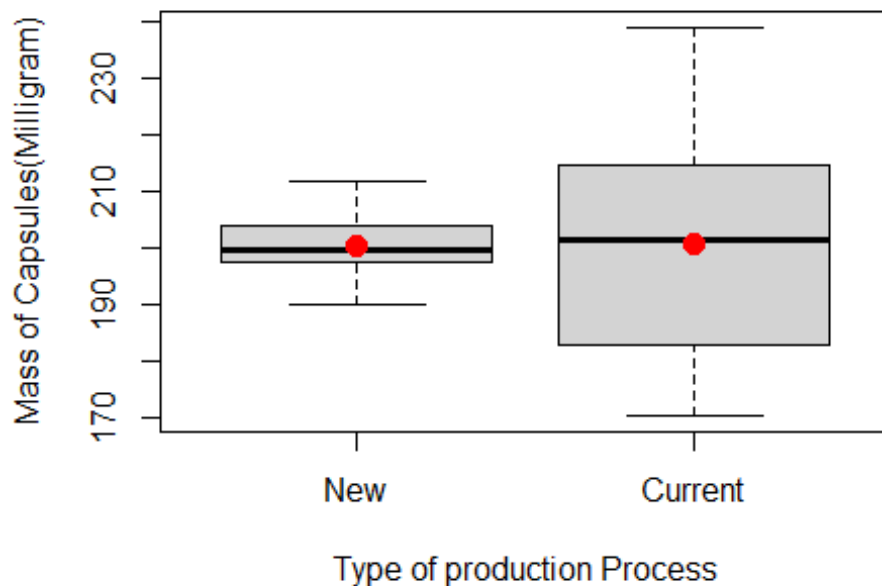 Mass of Capsules(Milligram)
230
210
190
170
New Current
Type of production Process